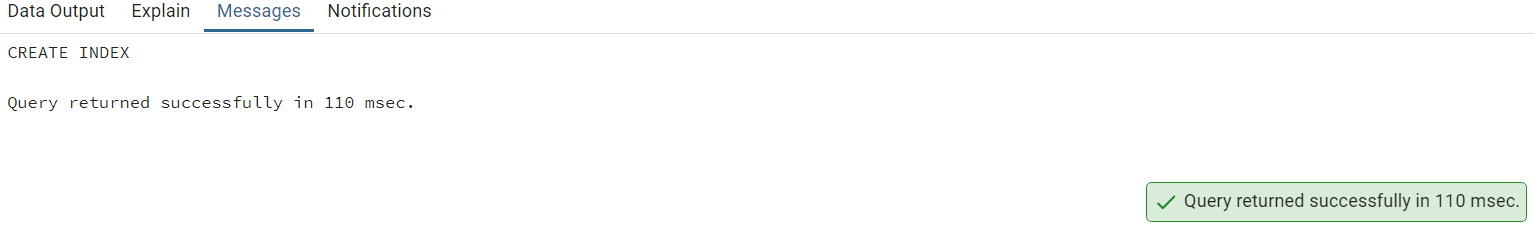 Data Output Explain Messages Notifications
CREATE INDEX
Query returned successfully in 110 msec.
Query returned successfully in 110 msec.